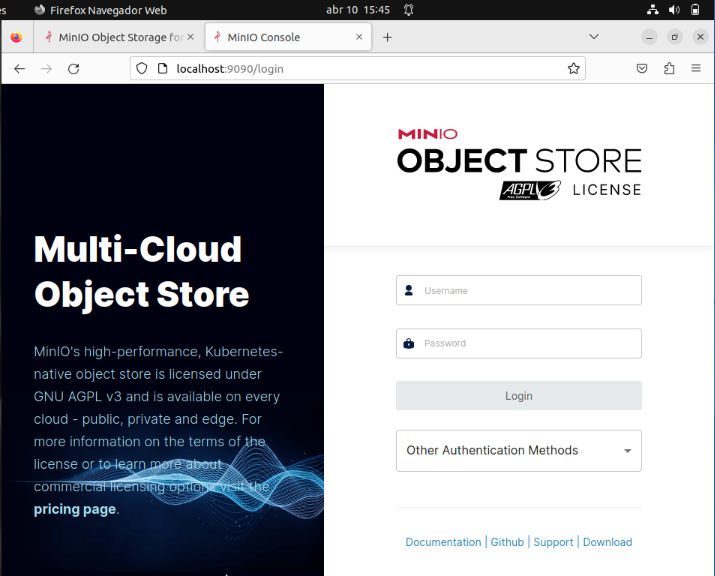 es
Firefox Navegador Web
abr 10 15:45
MinIO Object Storage for
MinIO Console
localhost:9090/login
MINIO
OBJECT STORE
AGPL v3
Free Software
LICENSE
Multi-Cloud
Object Store
MinIO's high-performance, Kubernetes-
native object store is licensed under
GNU AGPL v3 and is available on every
cloud - public, private and edge. For
more information on the terms of the
license or to learn more about
commercial licensing options visit the
pricing page.
Username
Password
Login
Other Authentication Methods
Documentation | Github | Support | Download